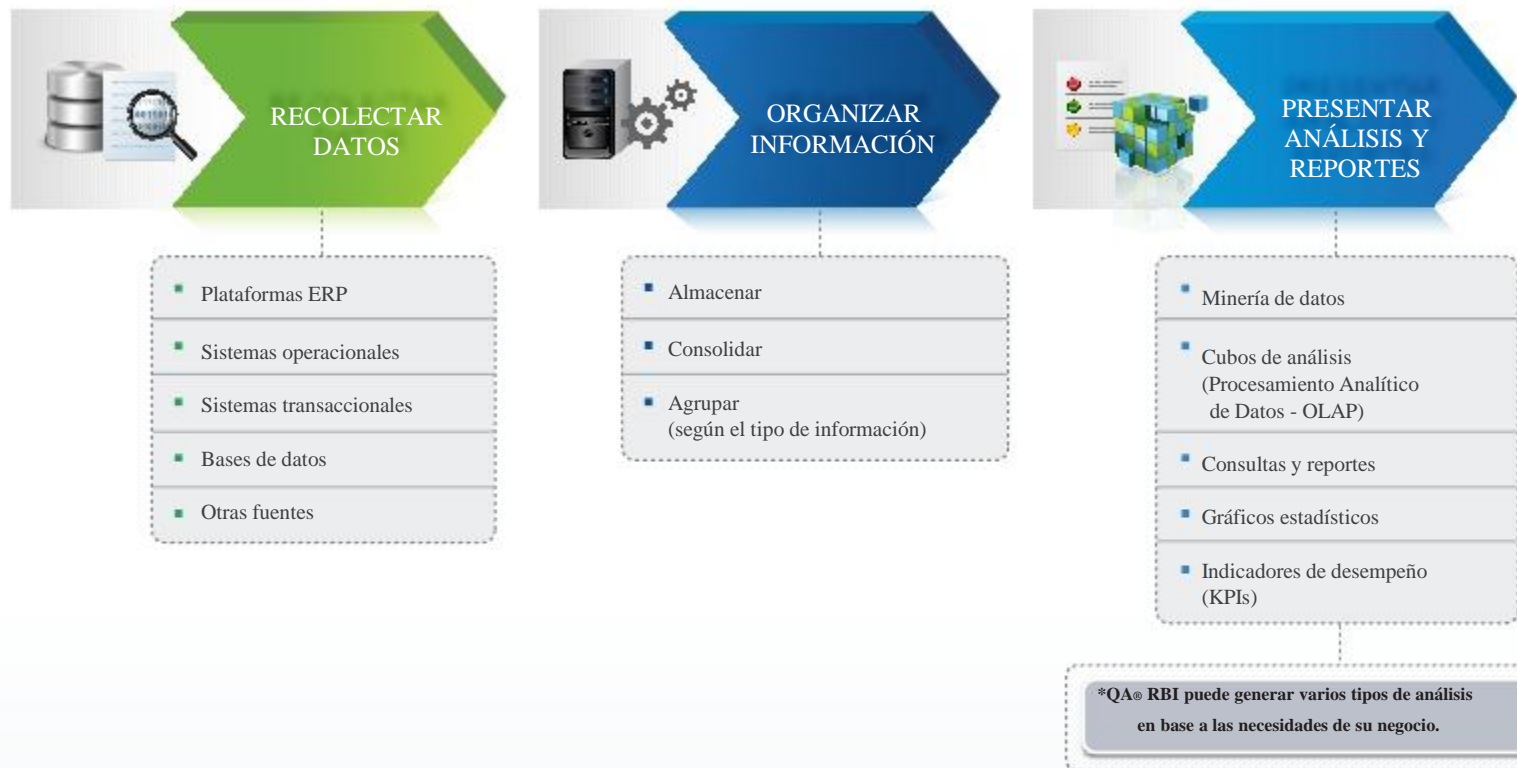 RECOLECTAR
DATOS
Plataformas ERP
Sistemas operacionales
Sistemas transaccionales
Bases de datos
Otras fuentes
ORGANIZAR
INFORMACIÓN
Almacenar
Consolidar
Agrupar
(según el tipo de información)
PRESENTAR
ANÁLISIS Y
REPORTES
Minería de datos
Cubos de análisis
(Procesamiento Analítico
de Datos - OLAP)
Consultas y reportes
Gráficos estadísticos
Indicadores de desempeño
(KPIs)
*QA® RBI puede generar varios tipos de análisis
en base a las necesidades de su negocio.